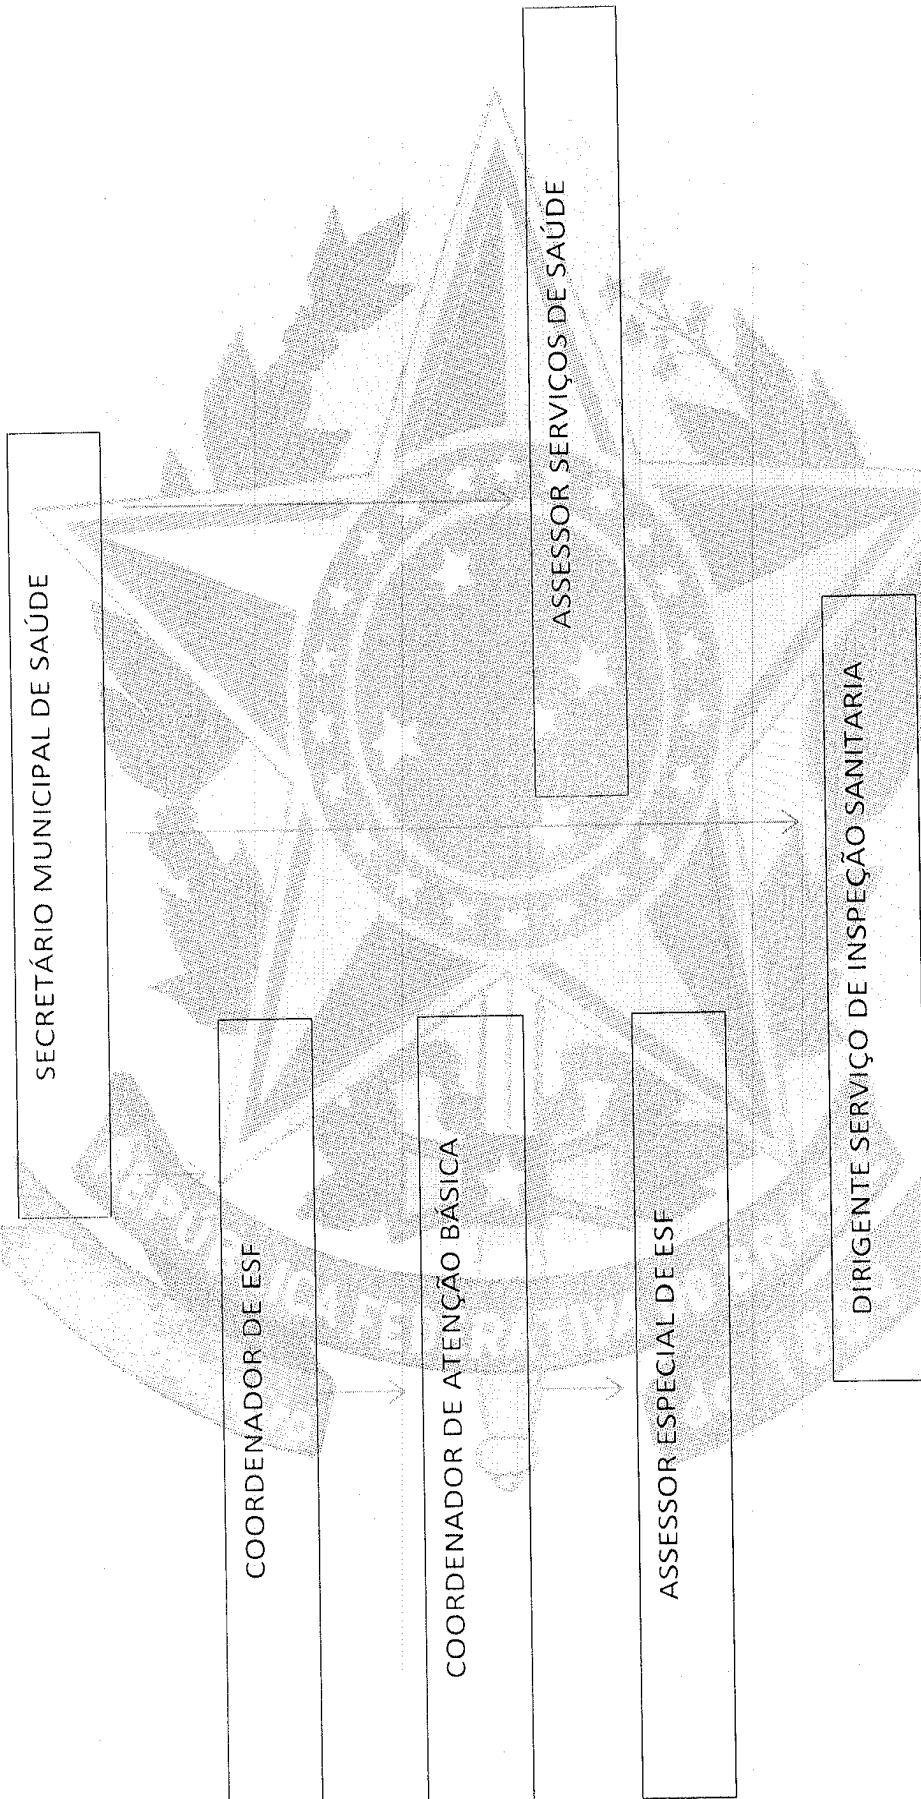 SECRETÁRIO MUNICIPAL DE SAÚDE
COORDENADOR DE ESF
COORDENADOR DE ATENÇÃO BÁSICA
ASSESSOR SERVIÇOS DE SAÚDE
ASSESSOR ESPECIAL DE ESF
DIRIGENTE SERVIÇO DE INSPEÇÃO SANITARIA